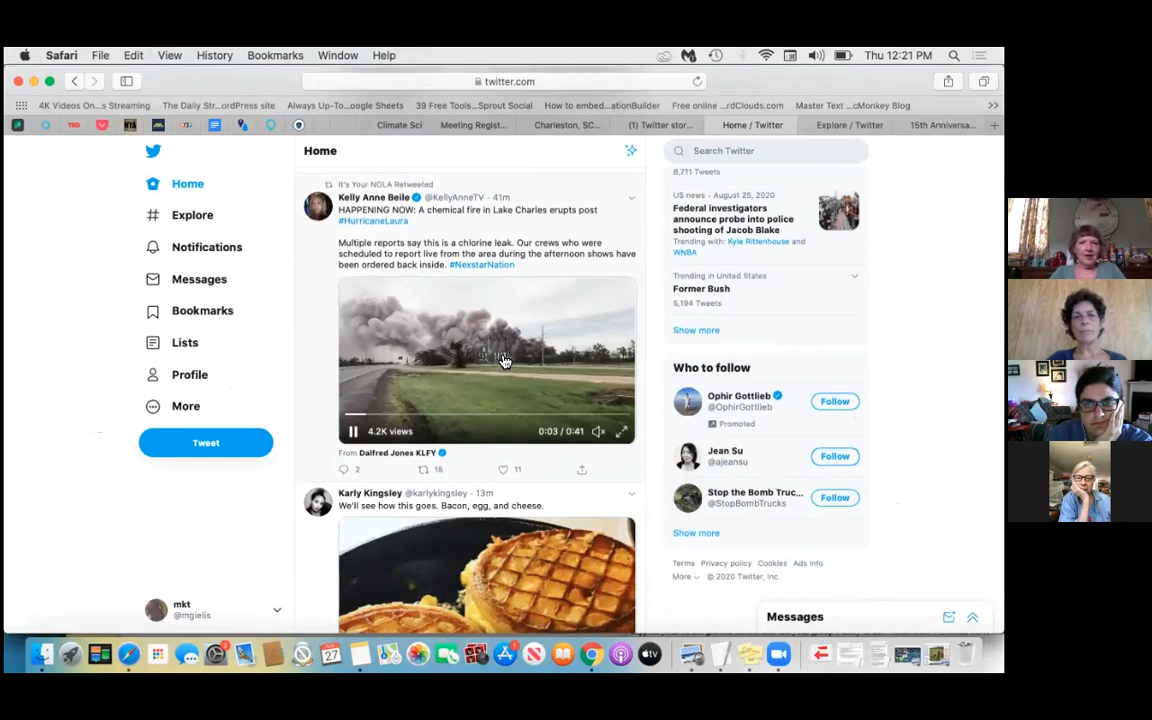 Safari File Edit View History Bookmarks Window Help Thu 12:21 PM
twitter.com
4K Videos On...s Streaming The Daily Str...ordPress site Always Up-To...oogle Sheets 39 Free Tools...Sprout Social How to embed...ationBuilder Free online ...rdClouds.com Master Text ...cMonkey Blog
TED Climate Sci Meeting Regist... Charleston, SC... (1) Twitter stor... Home / Twitter Explore / Twitter 15th Anniversa...
Home
Explore
Notifications
Messages
Bookmarks
Lists
Profile
More
Tweet
mkt
@mgielis
Home
It's Your NOLA Retweeted
Kelly Anne Beile @KellyAnneTV · 41m
HAPPENING NOW: A chemical fire in Lake Charles erupts post
#HurricaneLaura
Multiple reports say this is a chlorine leak. Our crews who were
scheduled to report live from the area during the afternoon shows have
been ordered back inside. #NexstarNation
4.2K views 0:03 / 0:41
From Dalfred Jones KLFY
2 15 11
Karly Kingsley @karlykingsley · 13m
We'll see how this goes. Bacon, egg, and cheese.
Search Twitter
8,711 Tweets
US news · August 25, 2020
Federal investigators
announce probe into police
shooting of Jacob Blake
Trending with: Kyle Rittenhouse and
WNBA
Trending in United States
Former Bush
5,194 Tweets
Show more
Who to follow
Ophir Gottlieb
@OphirGottlieb
Follow
Promoted
Jean Su
@ajeansu
Follow
Stop the Bomb Truc...
@StopBombTrucks
Follow
Show more
Terms Privacy policy Cookies Ads info
More © 2020 Twitter, Inc.
Messages
27
tv